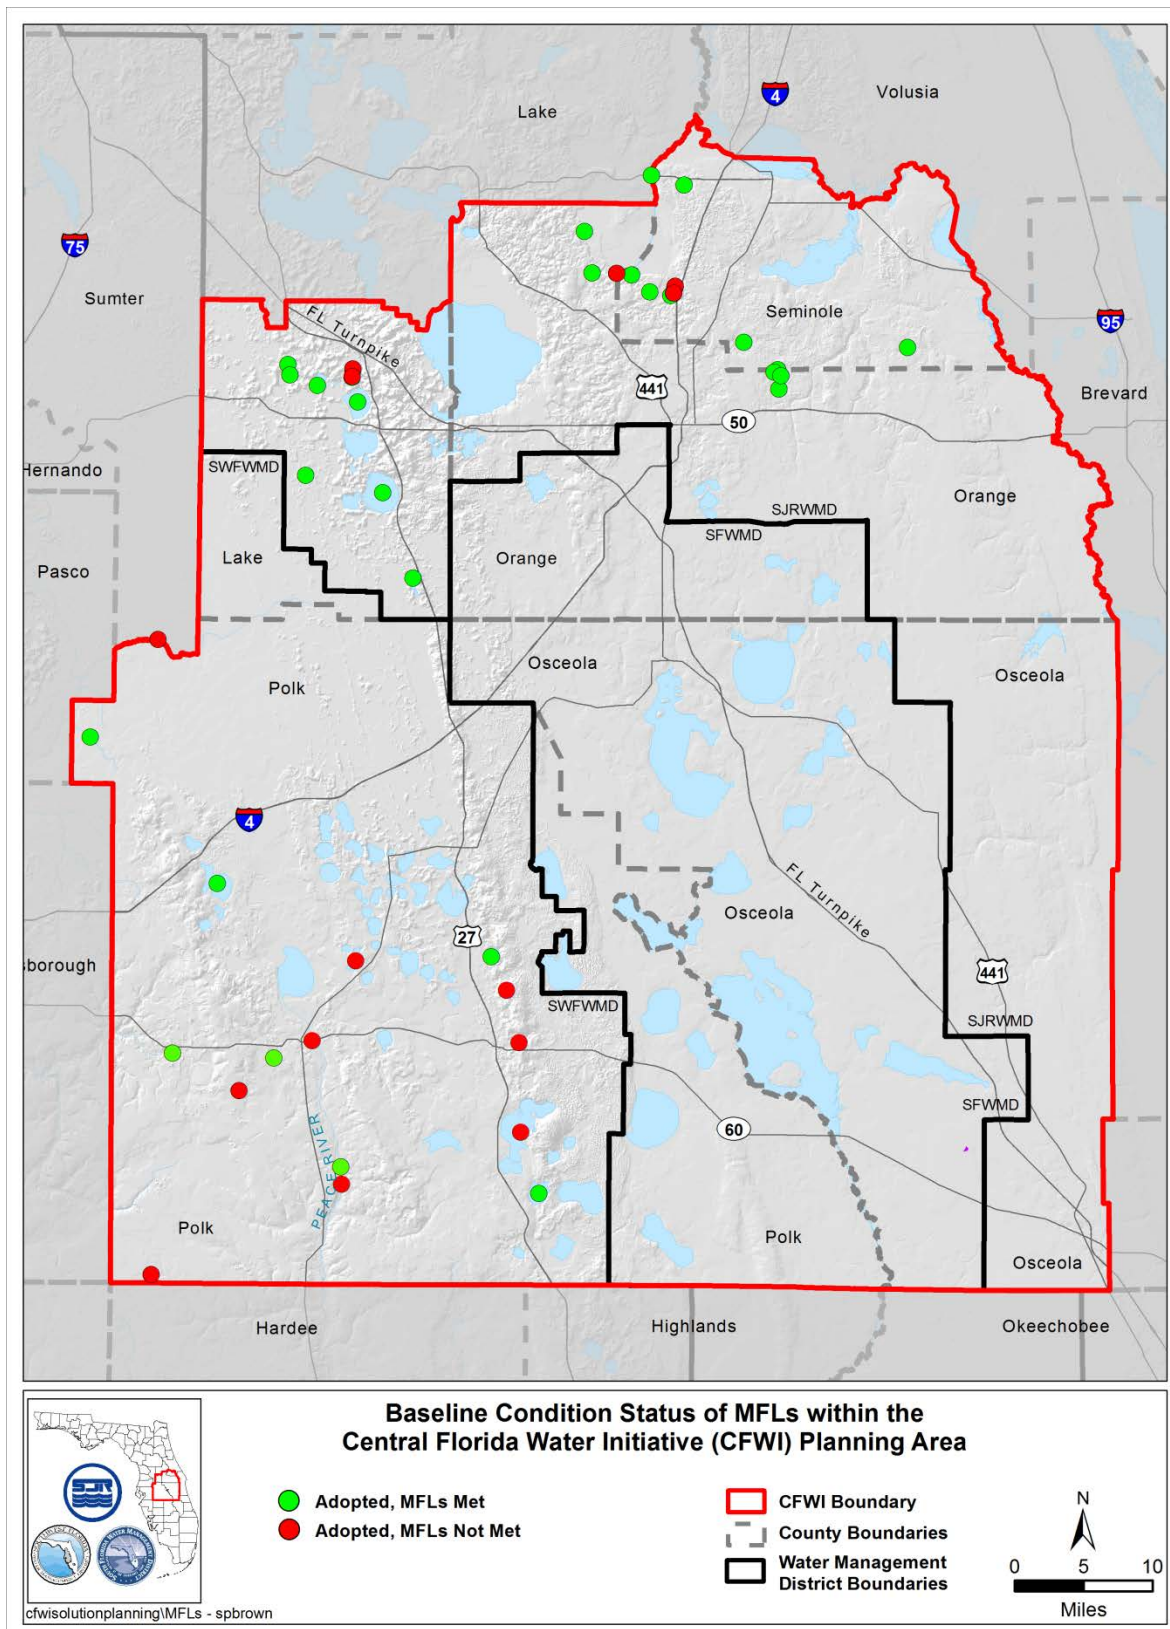 Volusia
4
Lake
75
Sumter
FL Turnpike
Seminole
95
441
Brevard
50
Hernando
SWFWMD
Orange
SJRWMD
SFWMD
Lake
Orange
Pasco
Osceola
Osceola
Polk
4
FL Turnpike
Osceola
27
sborough
441
SWFWMD
SJRWMD
SFWMD
60
PEACE RIVER
Polk
Polk
Osceola
Hardee
Highlands
Okeechobee
Baseline Condition Status of MFLs within the
Central Florida Water Initiative (CFWI) Planning Area
SJR
Adopted, MFLs Met
Adopted, MFLs Not Met
CFWI Boundary
County Boundaries
Water Management
District Boundaries
N
0 5 10
Miles
cfwisolutionplanning\MFLs - spbrown